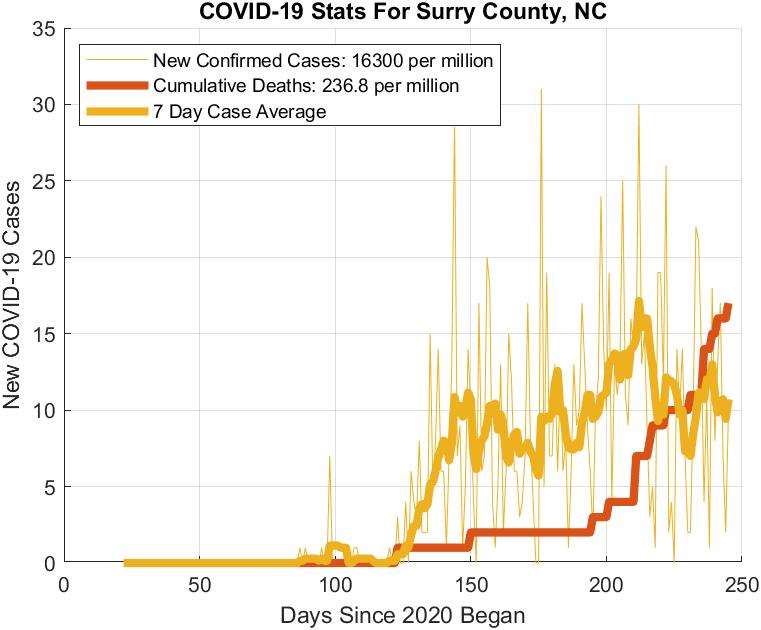 COVID-19 Stats For Surry County, NC
New Confirmed Cases: 16300 per million
Cumulative Deaths: 236.8 per million
7 Day Case Average
New COVID-19 Cases
35
30
25
20
15
10
5
0
0 50 100 150 200 250
Days Since 2020 Began